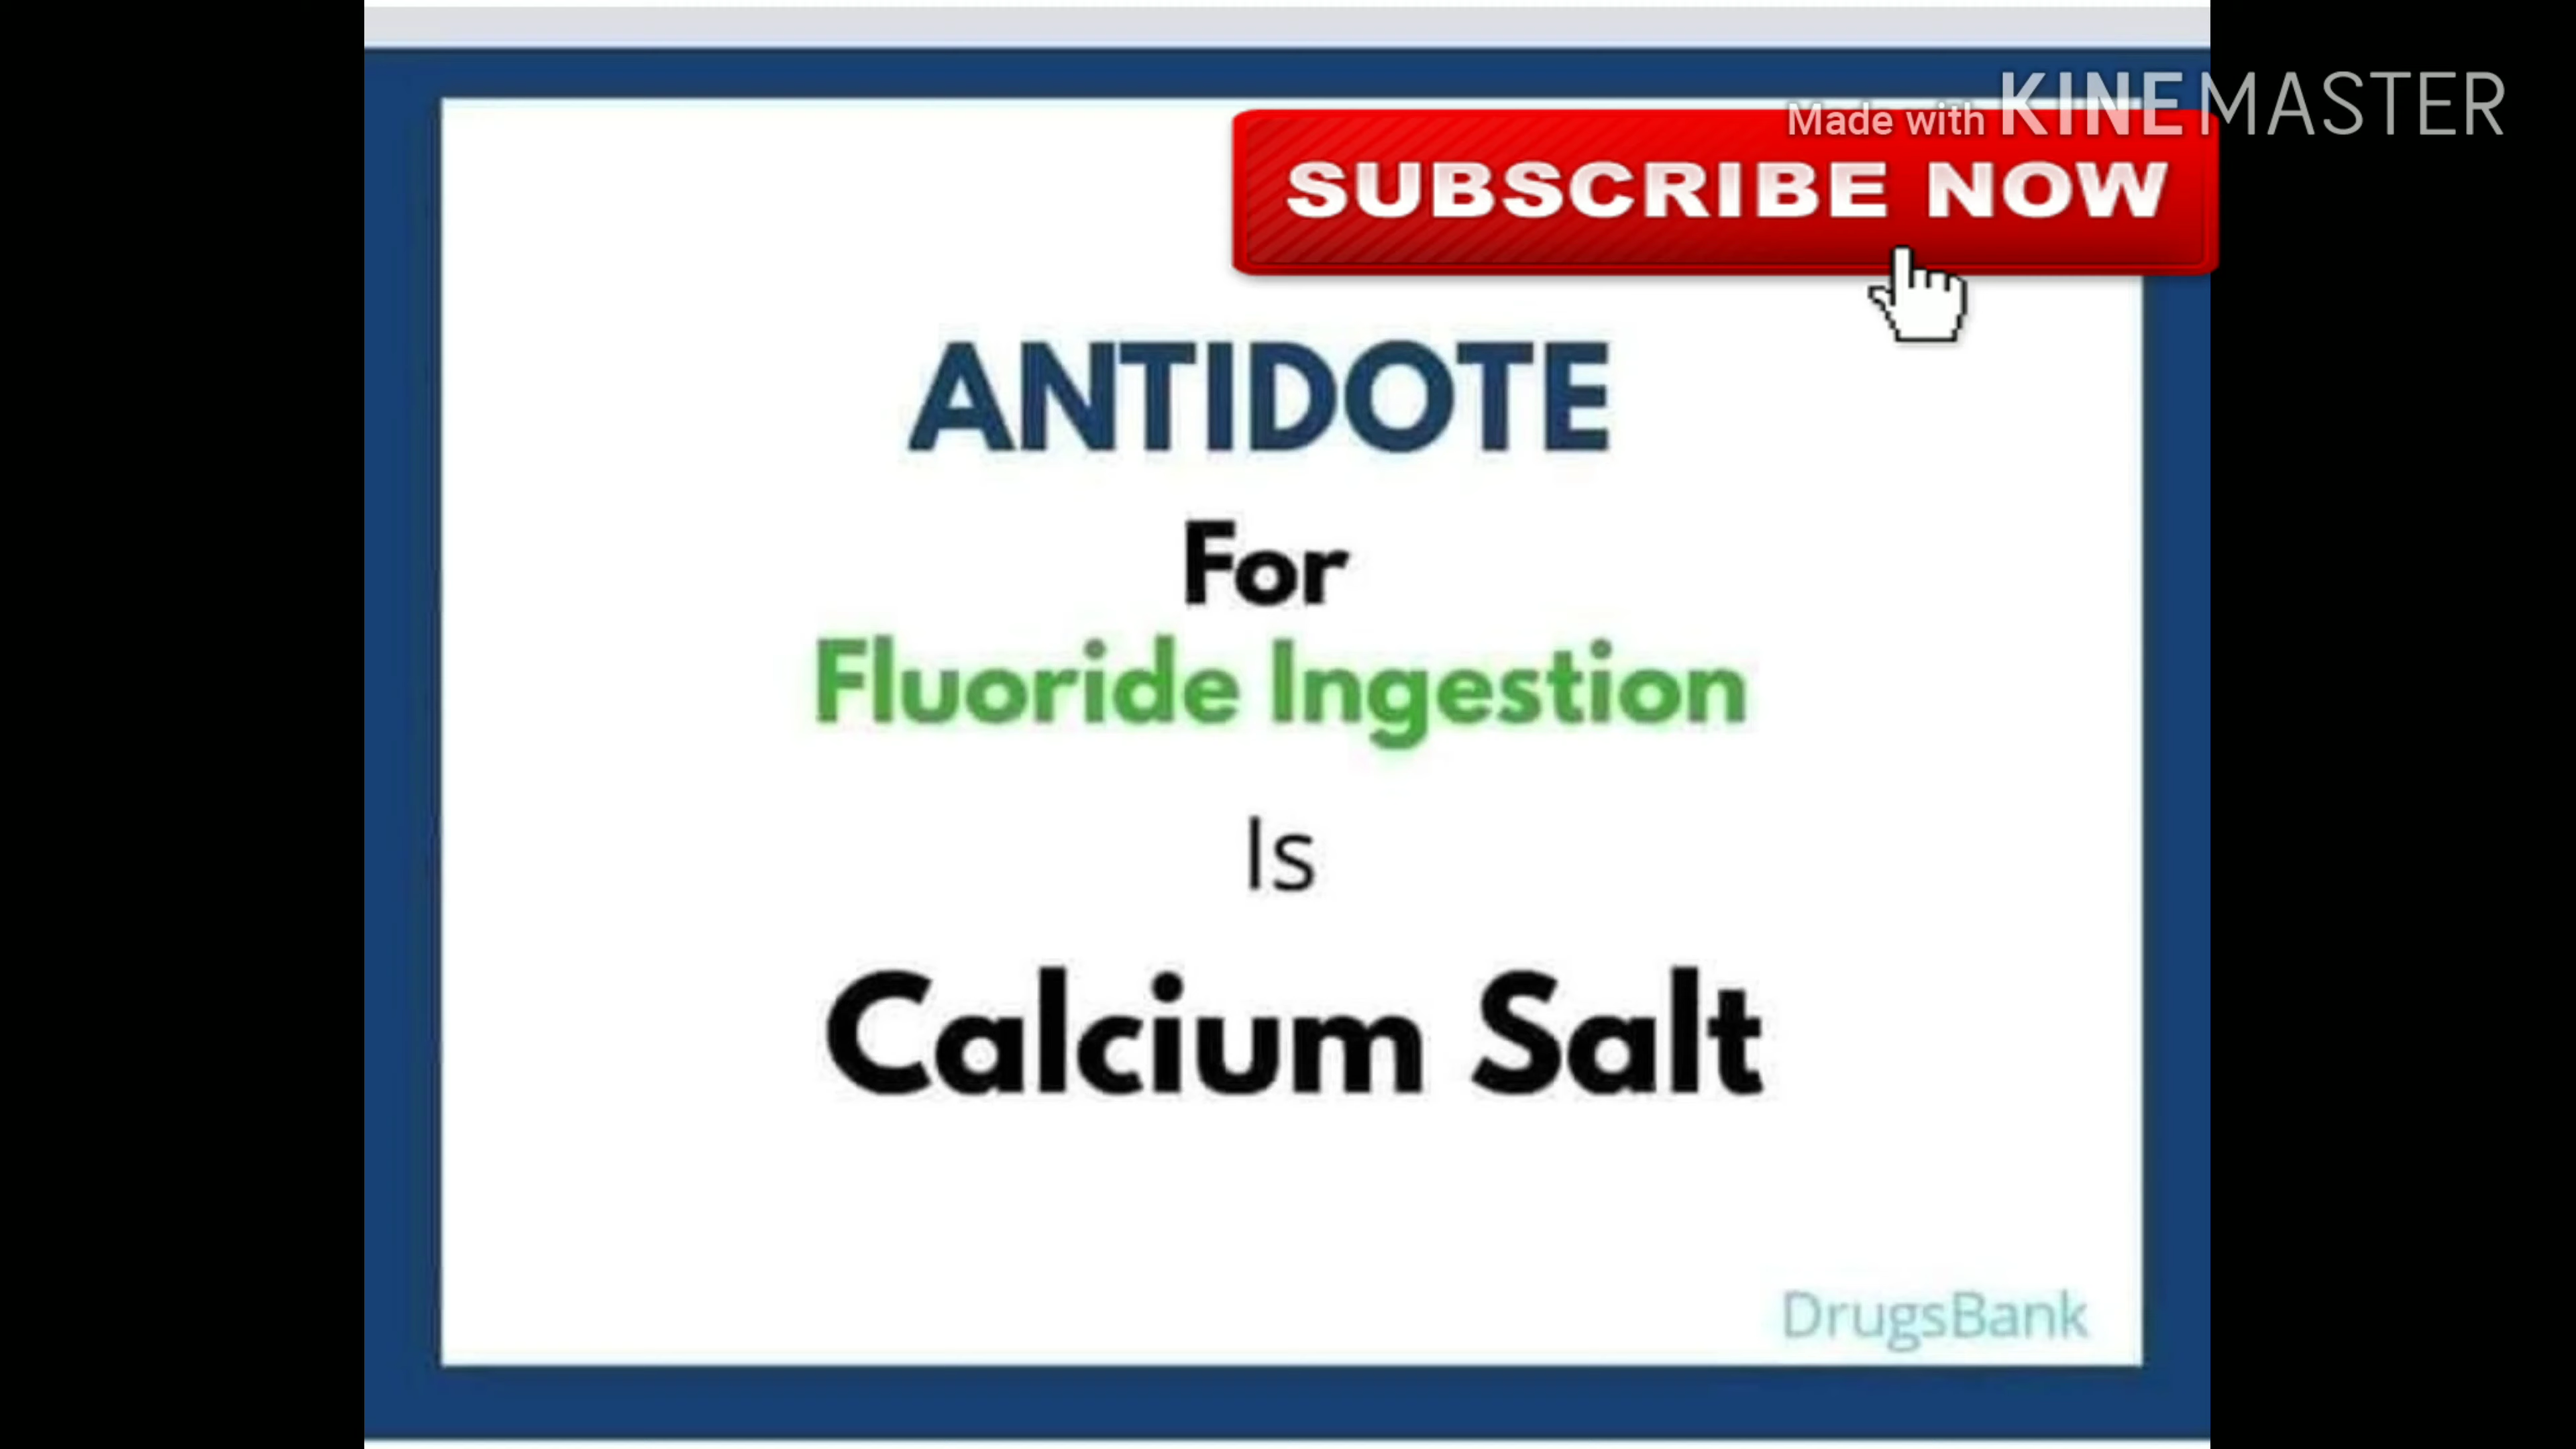 Made with KINEMASTER
SUBSCRIBE NOW
ANTIDOTE
For
Fluoride Ingestion
Is
Calcium Salt
DrugsBank